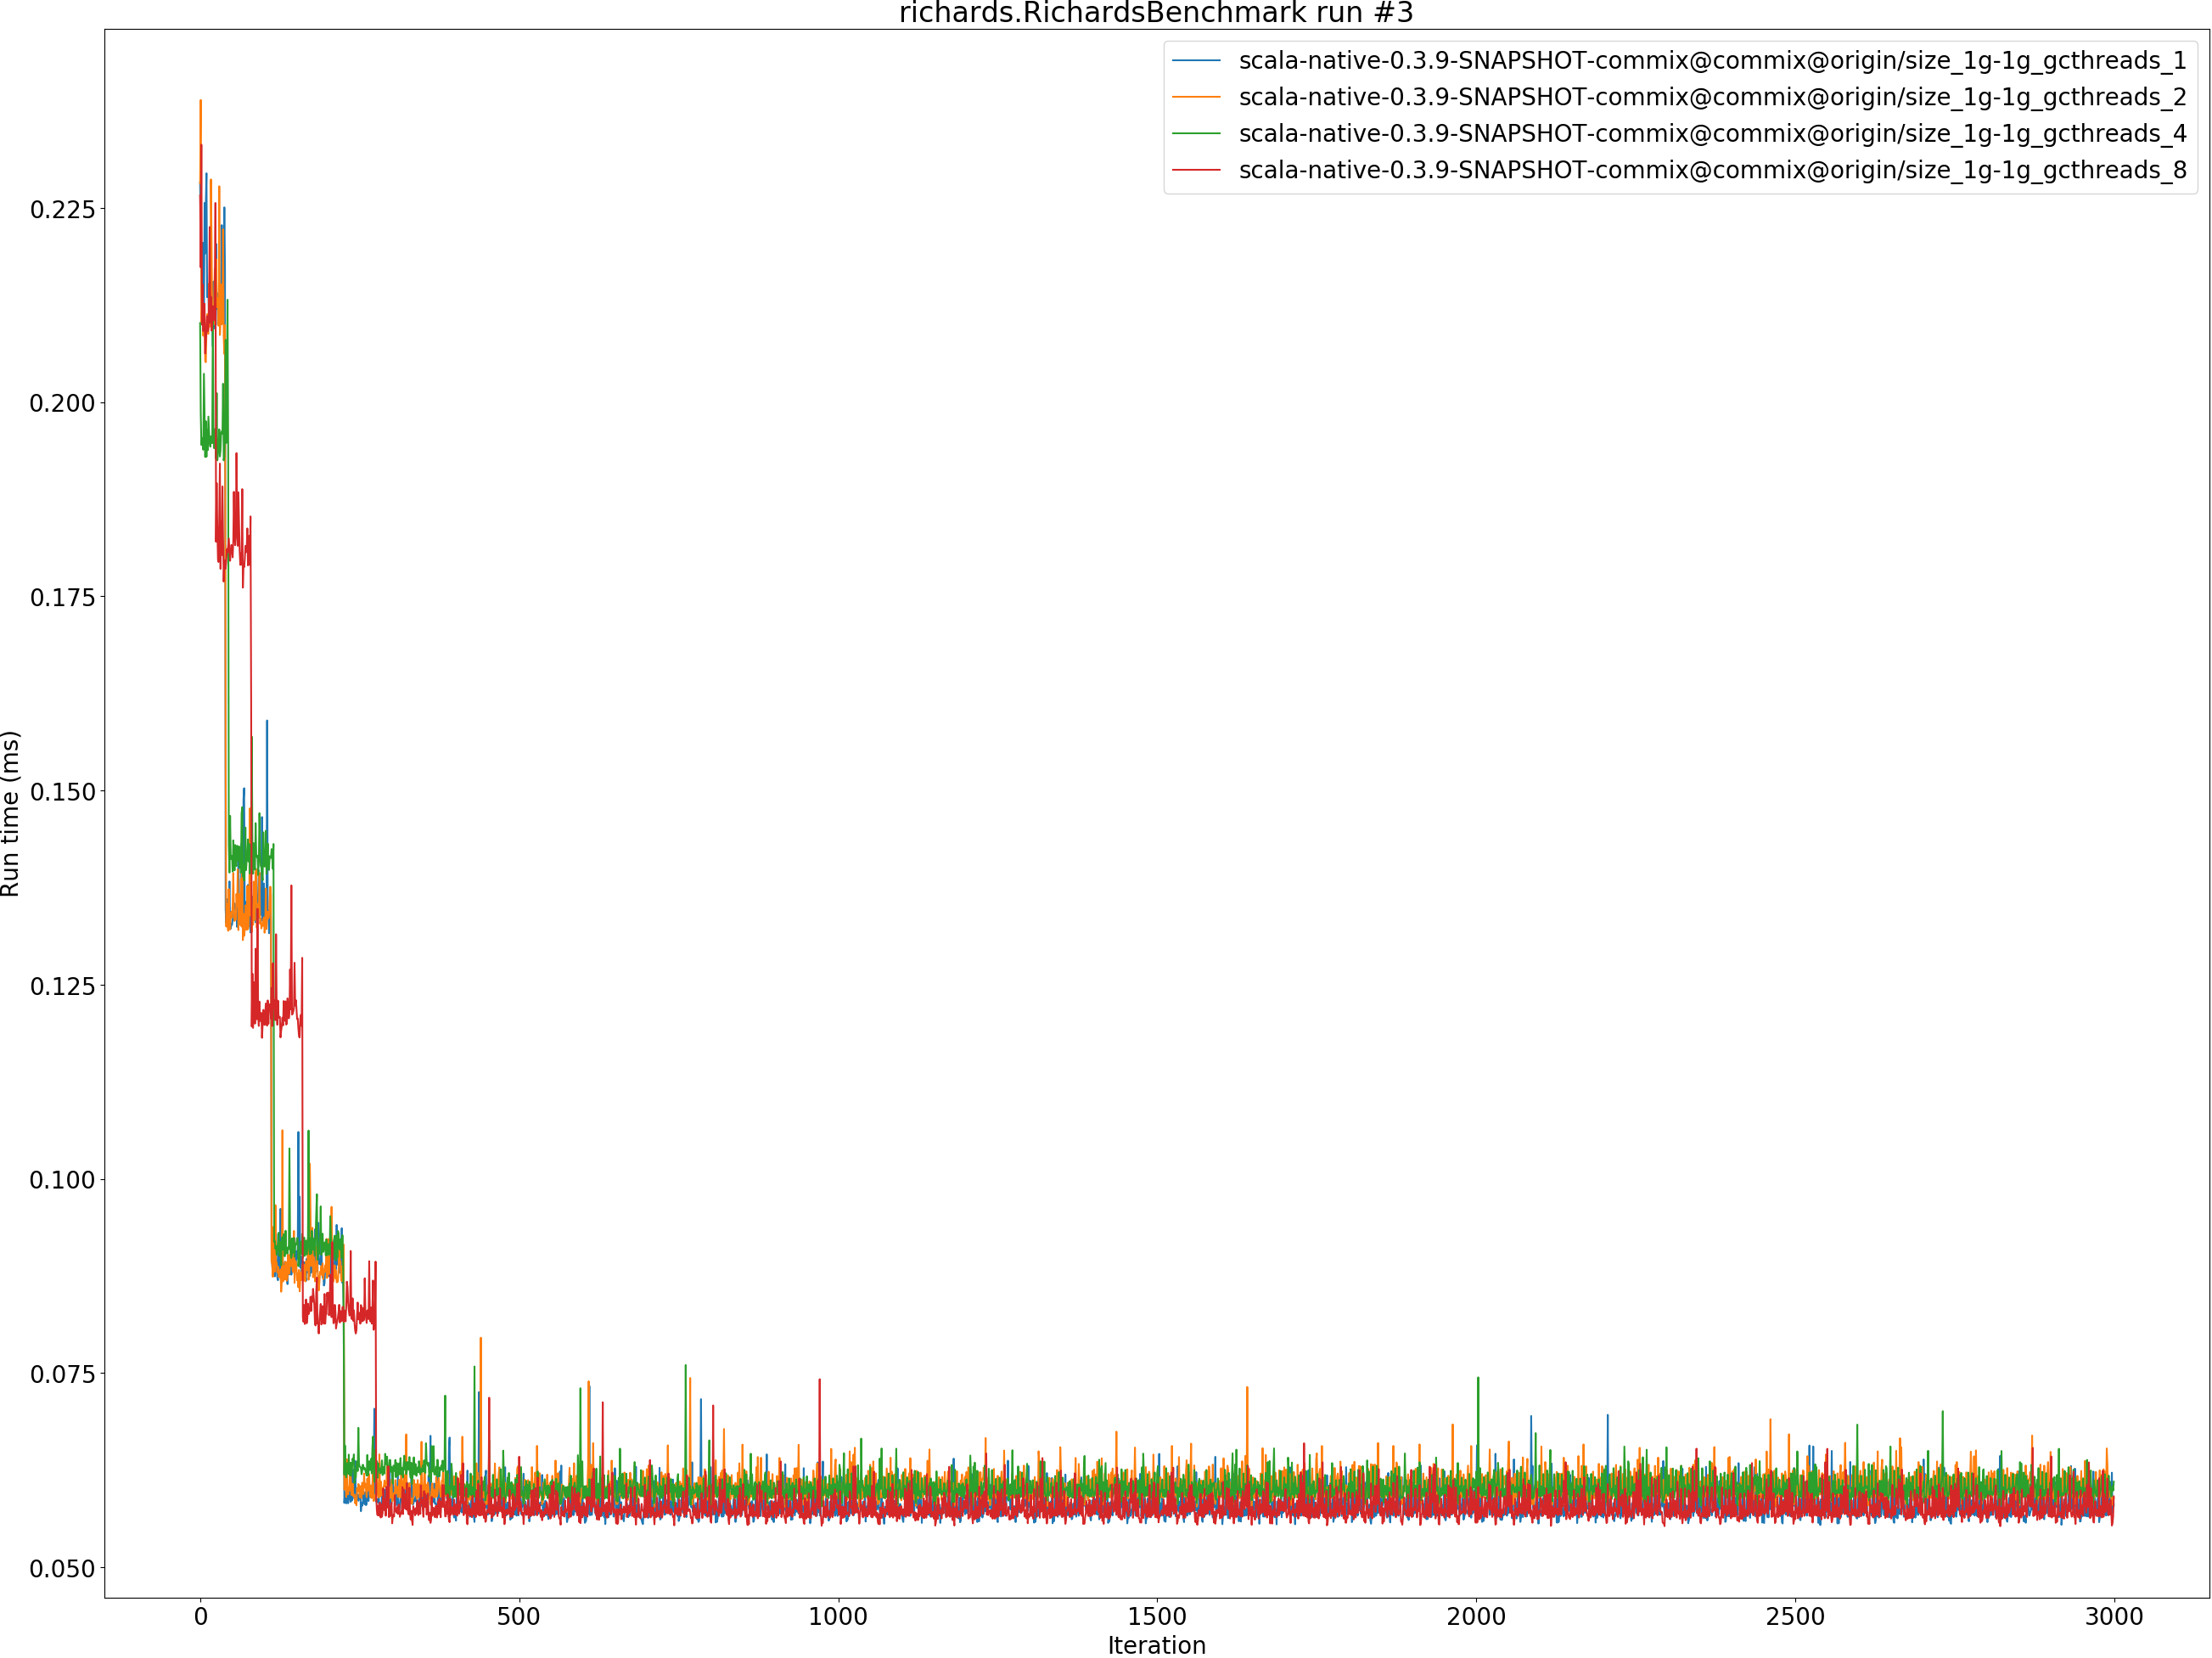 richards.RichardsBenchmark run #3
scala-native-0.3.9-SNAPSHOT-commix@commix@origin/size_1g-1g_gcthreads_1
scala-native-0.3.9-SNAPSHOT-commix@commix@origin/size_1g-1g_gcthreads_2
scala-native-0.3.9-SNAPSHOT-commix@commix@origin/size_1g-1g_gcthreads_4
scala-native-0.3.9-SNAPSHOT-commix@commix@origin/size_1g-1g_gcthreads_8
Run time (ms)
0.225
0.200
0.175
0.150
0.125
0.100
0.075
0.050
0 500 1000 1500 2000 2500 3000
Iteration